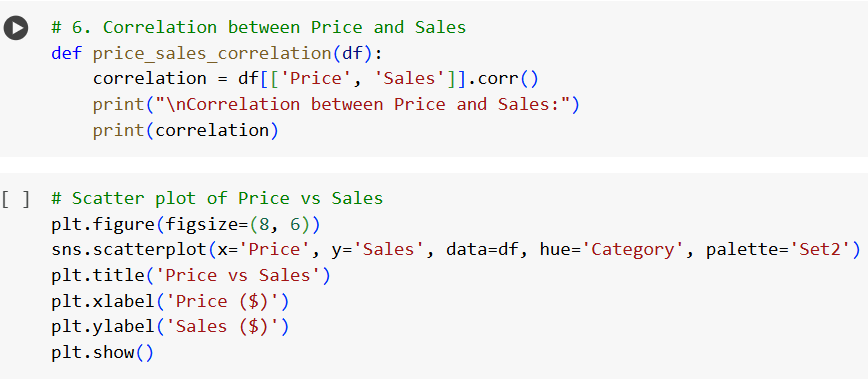 # 6. Correlation between Price and Sales
def price_sales_correlation(df):
    correlation = df[['Price', 'Sales']].corr()
    print("\nCorrelation between Price and Sales:")
    print(correlation)
[ ] # Scatter plot of Price vs Sales
plt.figure(figsize=(8, 6))
sns.scatterplot(x='Price', y='Sales', data=df, hue='Category', palette='Set2')
plt.title('Price vs Sales')
plt.xlabel('Price ($)')
plt.ylabel('Sales ($)')
plt.show()